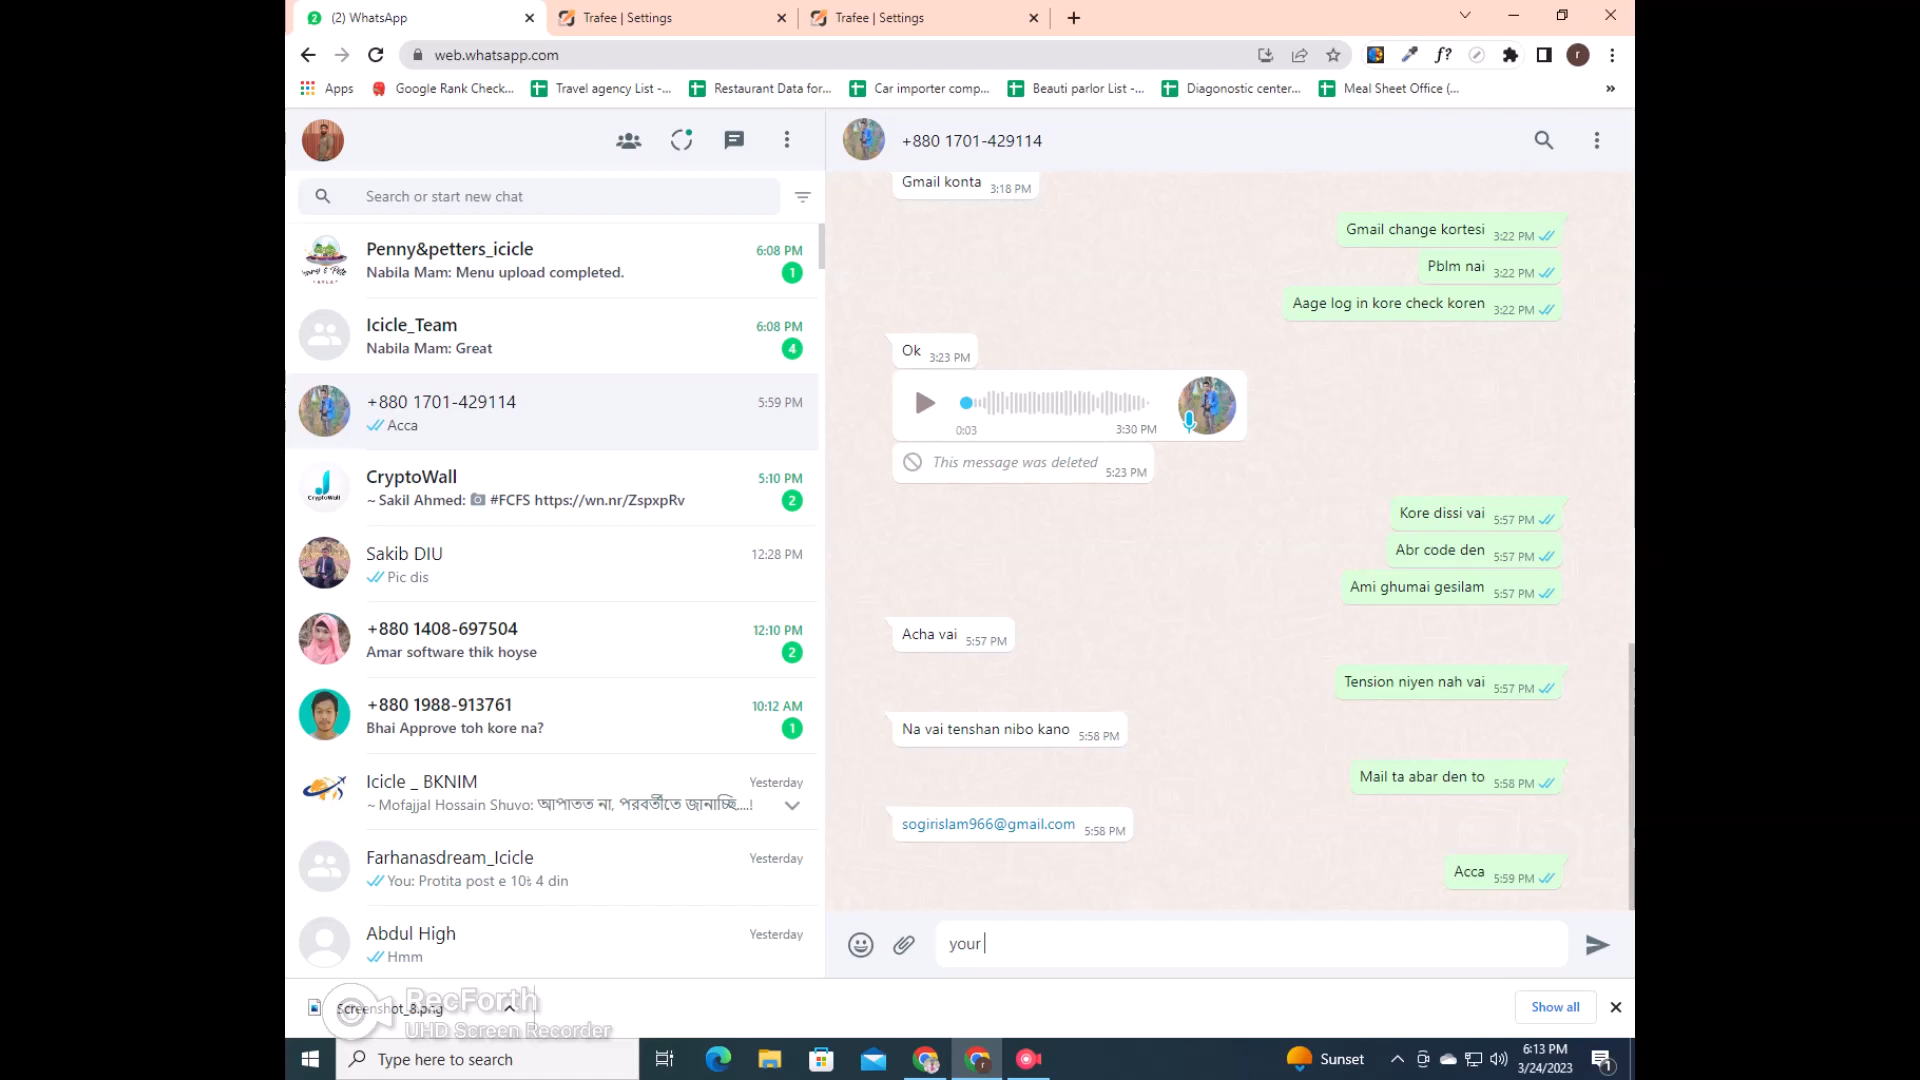 (2) WhatsApp
Trafee | Settings
Trafee | Settings
web.whatsapp.com
f?
r
Apps
Google Rank Check...
Travel agency List -...
Restaurant Data for...
Car importer comp...
Beauti parlor List -...
Diagonostic center...
Meal Sheet Office (...
»
Search or start new chat
Penny&petters_icicle
6:08 PM
Nabila Mam: Menu upload completed.
1
Icicle_Team
6:08 PM
Nabila Mam: Great
4
+880 1701-429114
5:59 PM
Acca
CryptoWall
5:10 PM
~ Sakil Ahmed: #FCFS https://wn.nr/ZspxpRv
2
Sakib DIU
12:28 PM
Pic dis
+880 1408-697504
12:10 PM
Amar software thik hoyse
2
+880 1988-913761
10:12 AM
Bhai Approve toh kore na?
1
Icicle _ BKNIM
Yesterday
~ Mofajjal Hossain Shuvo: আপাতত না, পরবর্তীতে জানাচ্ছি....!
Farhanasdream_Icicle
Yesterday
You: Protita post e 10৳ 4 din
Abdul High
Yesterday
Hmm
+880 1701-429114
Gmail konta 3:18 PM
Gmail change kortesi 3:22 PM
Pblm nai 3:22 PM
Aage log in kore check koren 3:22 PM
Ok 3:23 PM
0:03 3:30 PM
This message was deleted 5:23 PM
Kore dissi vai 5:57 PM
Abr code den 5:57 PM
Ami ghumai gesilam 5:57 PM
Acha vai 5:57 PM
Tension niyen nah vai 5:57 PM
Na vai tenshan nibo kano 5:58 PM
Mail ta abar den to 5:58 PM
sogirislam966@gmail.com 5:58 PM
Acca 5:59 PM
your
Screenshot_8.png
RecForth
UHD Screen Recorder
Show all
Type here to search
Sunset
6:13 PM
3/24/2023
1